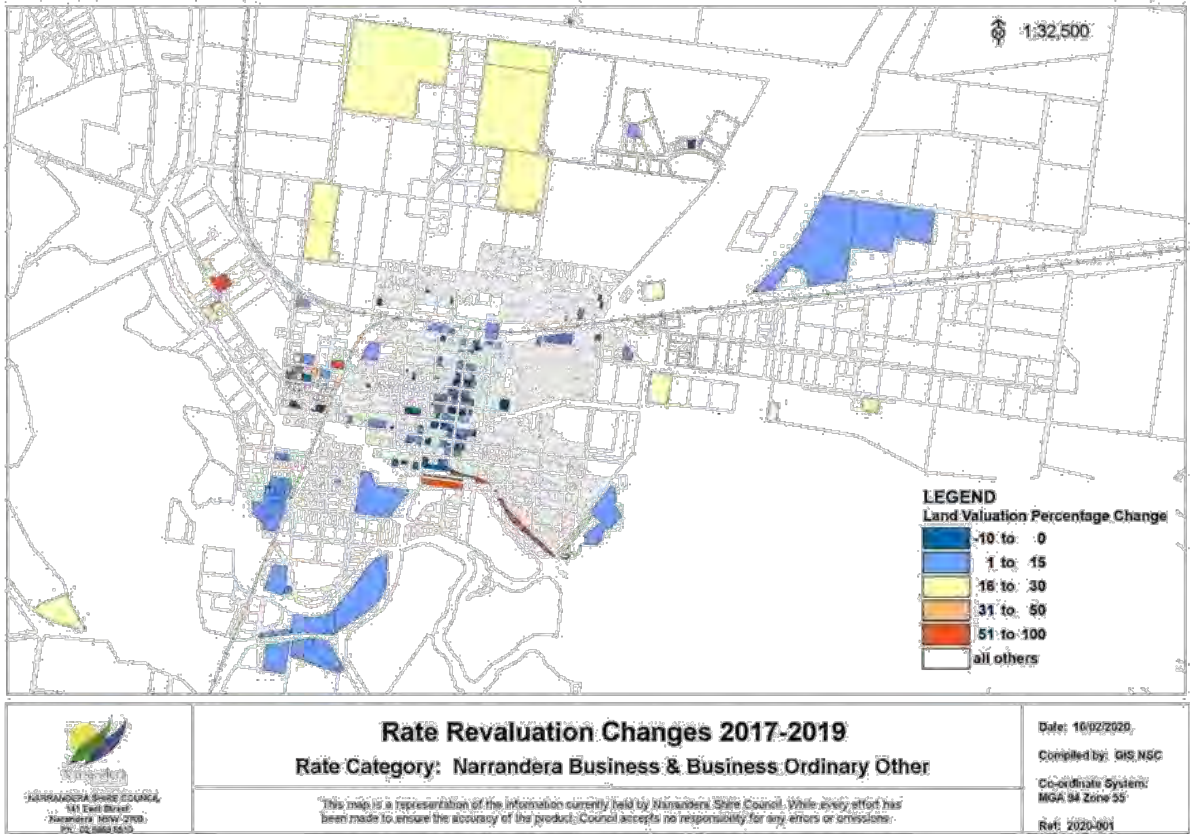 1:32,500
LEGEND
Land Valuation Percentage Change
-10 to 0
1 to 15
16 to 30
31 to 50
51 to 100
all others
Narrandera
NARRANDERA SHIRE COUNCIL
141 East Street
Narrandera NSW 2700
Rate Revaluation Changes 2017-2019
Rate Category: Narrandera Business & Business Ordinary Other
This map is a representation of the information currently held by Narrandera Shire Council. While every effort has
been made to ensure the accuracy of the product, Council accepts no responsibility for any errors or omissions
Date: 10/02/2020
Compiled by: GIS NSC
Co-ordinate System:
MGA 94 Zone 55
Ref: 2020-001